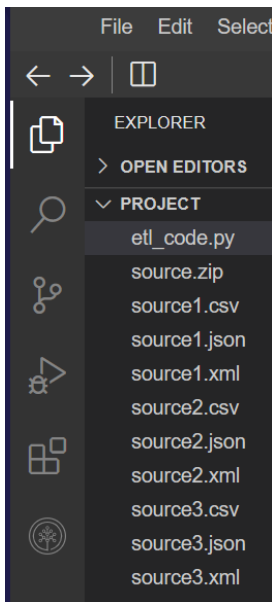 File Edit Select
EXPLORER
OPEN EDITORS
PROJECT
etl_code.py
source.zip
source1.csv
source1.json
source1.xml
source2.csv
source2.json
source2.xml
source3.csv
source3.json
source3.xml